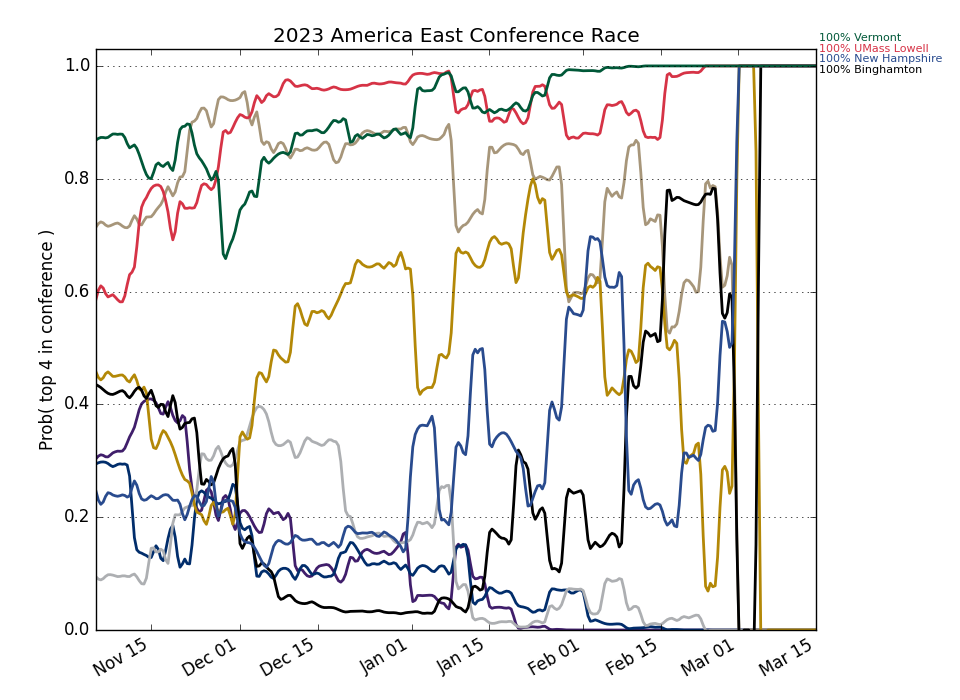 2023 America East Conference Race
100% Vermont
100% UMass Lowell
100% New Hampshire
100% Binghamton
Prob( top 4 in conference )
1.0
0.8
0.6
0.4
0.2
0.0
Nov 15
Dec 01
Dec 15
Jan 01
Jan 15
Feb 01
Feb 15
Mar 01
Mar 15